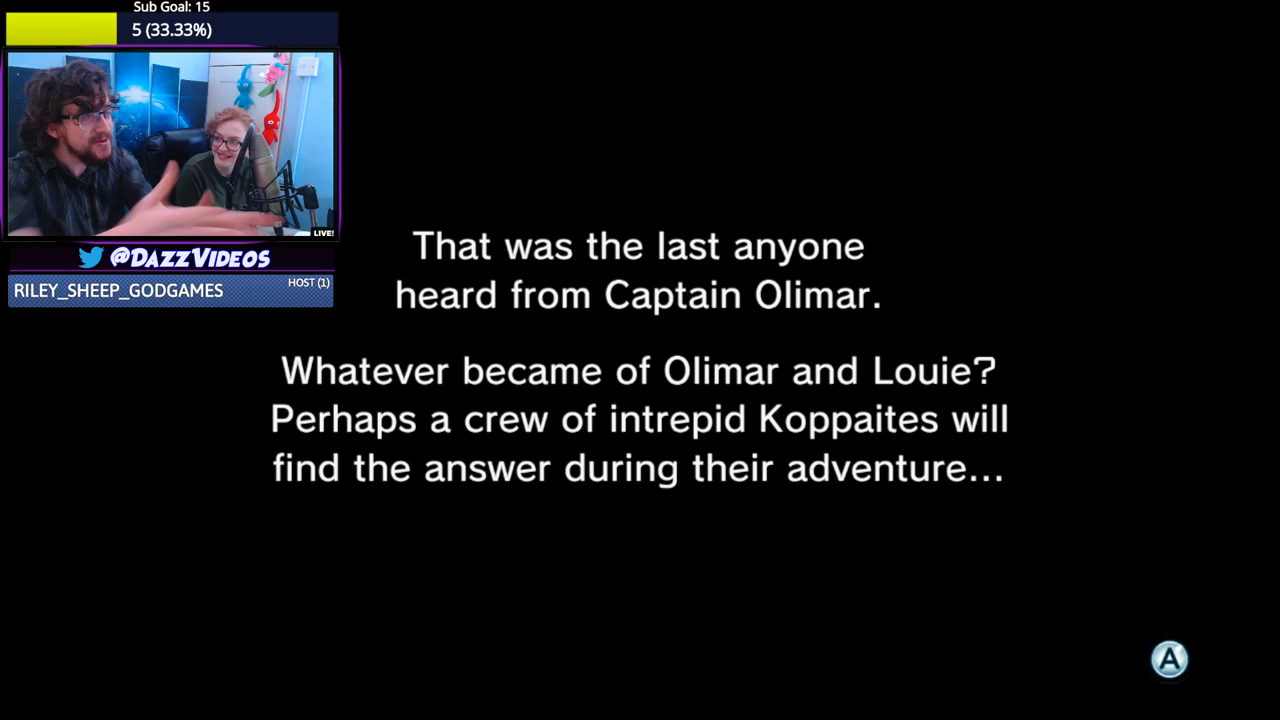 Sub Goal: 15
5 (33.33%)
LIVE!
@DazzVideos
RILEY_SHEEP_GODGAMES
HOST (1)
That was the last anyone
heard from Captain Olimar.
Whatever became of Olimar and Louie?
Perhaps a crew of intrepid Koppaites will
find the answer during their adventure...
A